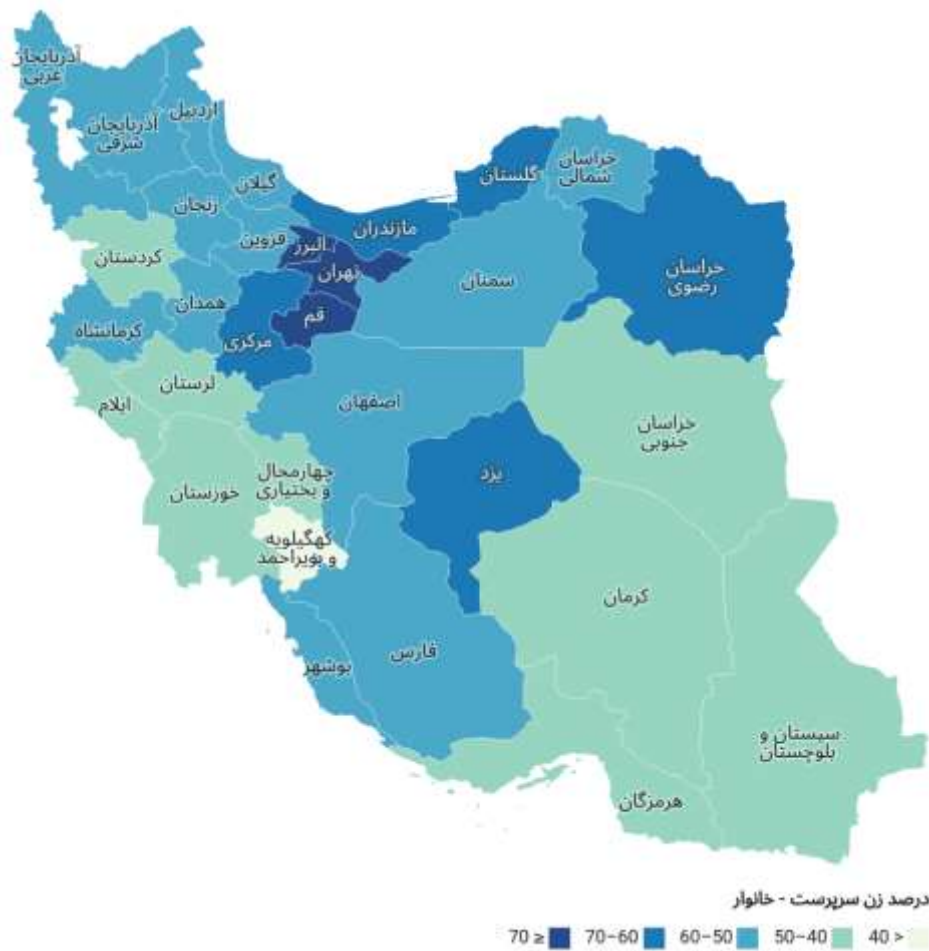 آذربایجان
غربی
آذربایجان
شرقی
اردبیل
گیلان
زنجان
قزوین
البرز
تهران
قم
مازندران
گلستان
خراسان
شمالی
خراسان
رضوی
سمنان
کردستان
همدان
کرمانشاه
مرکزی
لرستان
ایلام
اصفهان
خراسان
جنوبی
یزد
چهارمحال
و بختیاری
خوزستان
کهگیلویه
و بویراحمد
کرمان
فارس
بوشهر
سیستان و
بلوچستان
هرمزگان
درصد زن سرپرست - خانوار
40 > 50-40 60-50 70-60 70 ≤